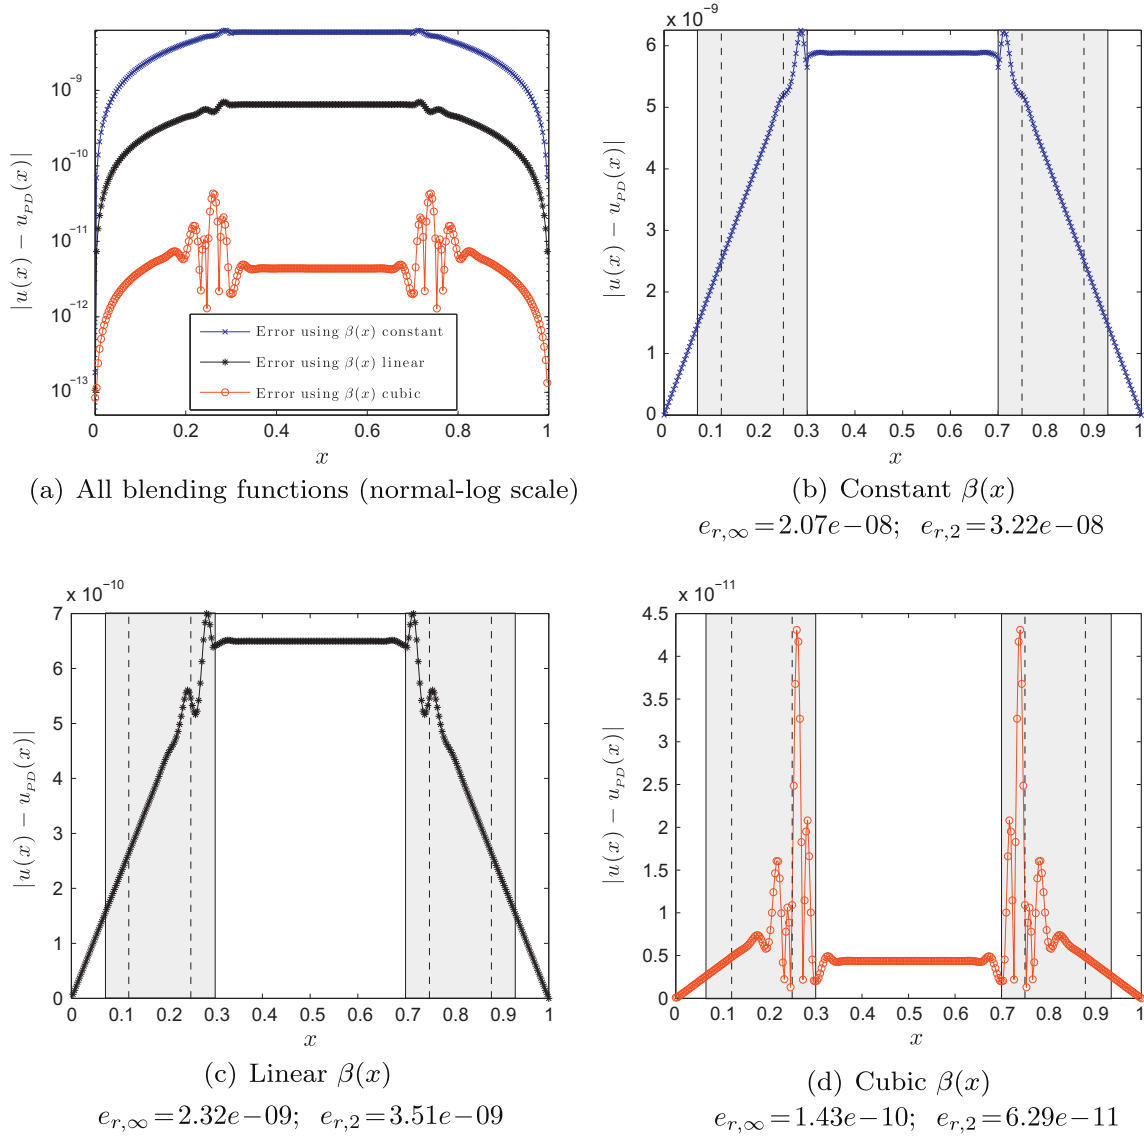 10⁻⁹
10⁻¹⁰
10⁻¹¹
10⁻¹²
10⁻¹³
|u(x) − u_PD(x)|
Error using β(x) constant
Error using β(x) linear
Error using β(x) cubic
0 0.2 0.4 0.6 0.8 1
x
(a) All blending functions (normal-log scale)
x 10⁻⁹
6
5
4
3
2
1
0
|u(x) − u_PD(x)|
0 0.1 0.2 0.3 0.4 0.5 0.6 0.7 0.8 0.9 1
x
(b) Constant β(x)
e_{r,∞}=2.07e−08; e_{r,2}=3.22e−08
x 10⁻¹⁰
7
6
5
4
3
2
1
0
|u(x) − u_PD(x)|
0 0.1 0.2 0.3 0.4 0.5 0.6 0.7 0.8 0.9 1
x
(c) Linear β(x)
e_{r,∞}=2.32e−09; e_{r,2}=3.51e−09
x 10⁻¹¹
4.5
4
3.5
3
2.5
2
1.5
1
0.5
0
|u(x) − u_PD(x)|
0 0.1 0.2 0.3 0.4 0.5 0.6 0.7 0.8 0.9 1
x
(d) Cubic β(x)
e_{r,∞}=1.43e−10; e_{r,2}=6.29e−11